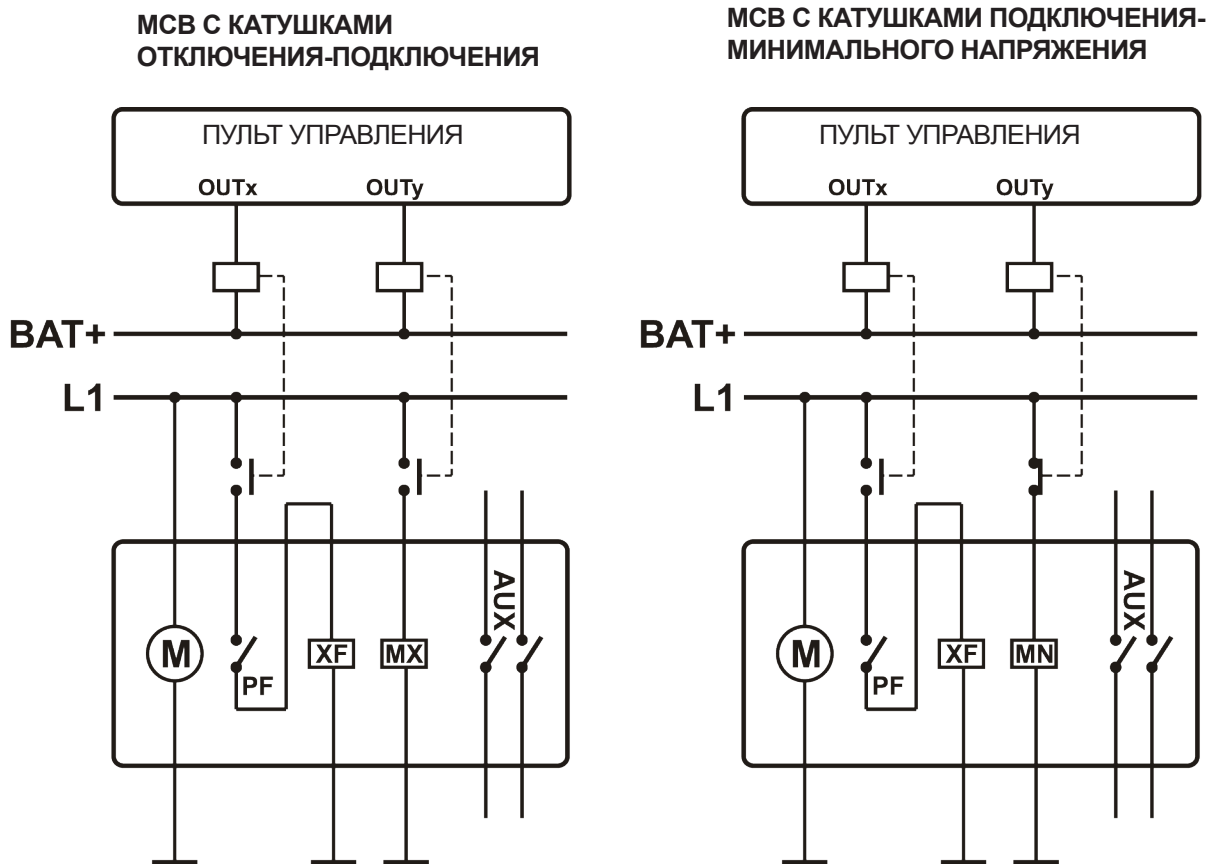 МСВ С КАТУШКАМИ
ОТКЛЮЧЕНИЯ-ПОДКЛЮЧЕНИЯ
ПУЛЬТ УПРАВЛЕНИЯ
OUTx OUTy
BAT+
L1
AUX
M
PF
XF
MX
МСВ С КАТУШКАМИ ПОДКЛЮЧЕНИЯ-
МИНИМАЛЬНОГО НАПРЯЖЕНИЯ
ПУЛЬТ УПРАВЛЕНИЯ
OUTx OUTy
BAT+
L1
AUX
M
PF
XF
MN